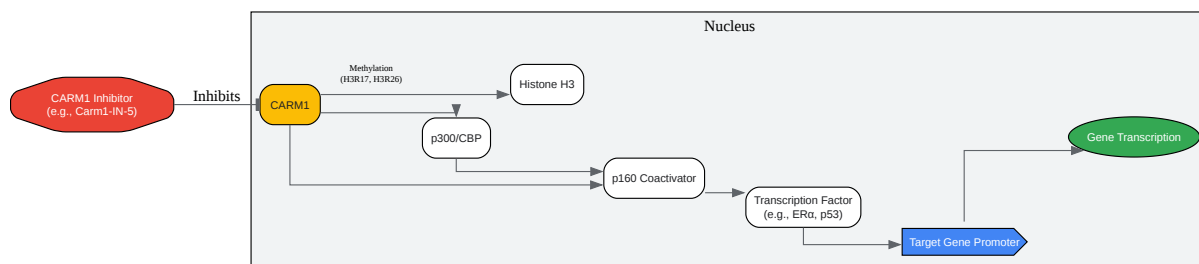 Nucleus
CARM1 Inhibitor
(e.g., Carm1-IN-5)
Inhibits
CARM1
Methylation
(H3R17, H3R26)
Histone H3
p300/CBP
p160 Coactivator
Transcription Factor
(e.g., ERα, p53)
Target Gene Promoter
Gene Transcription